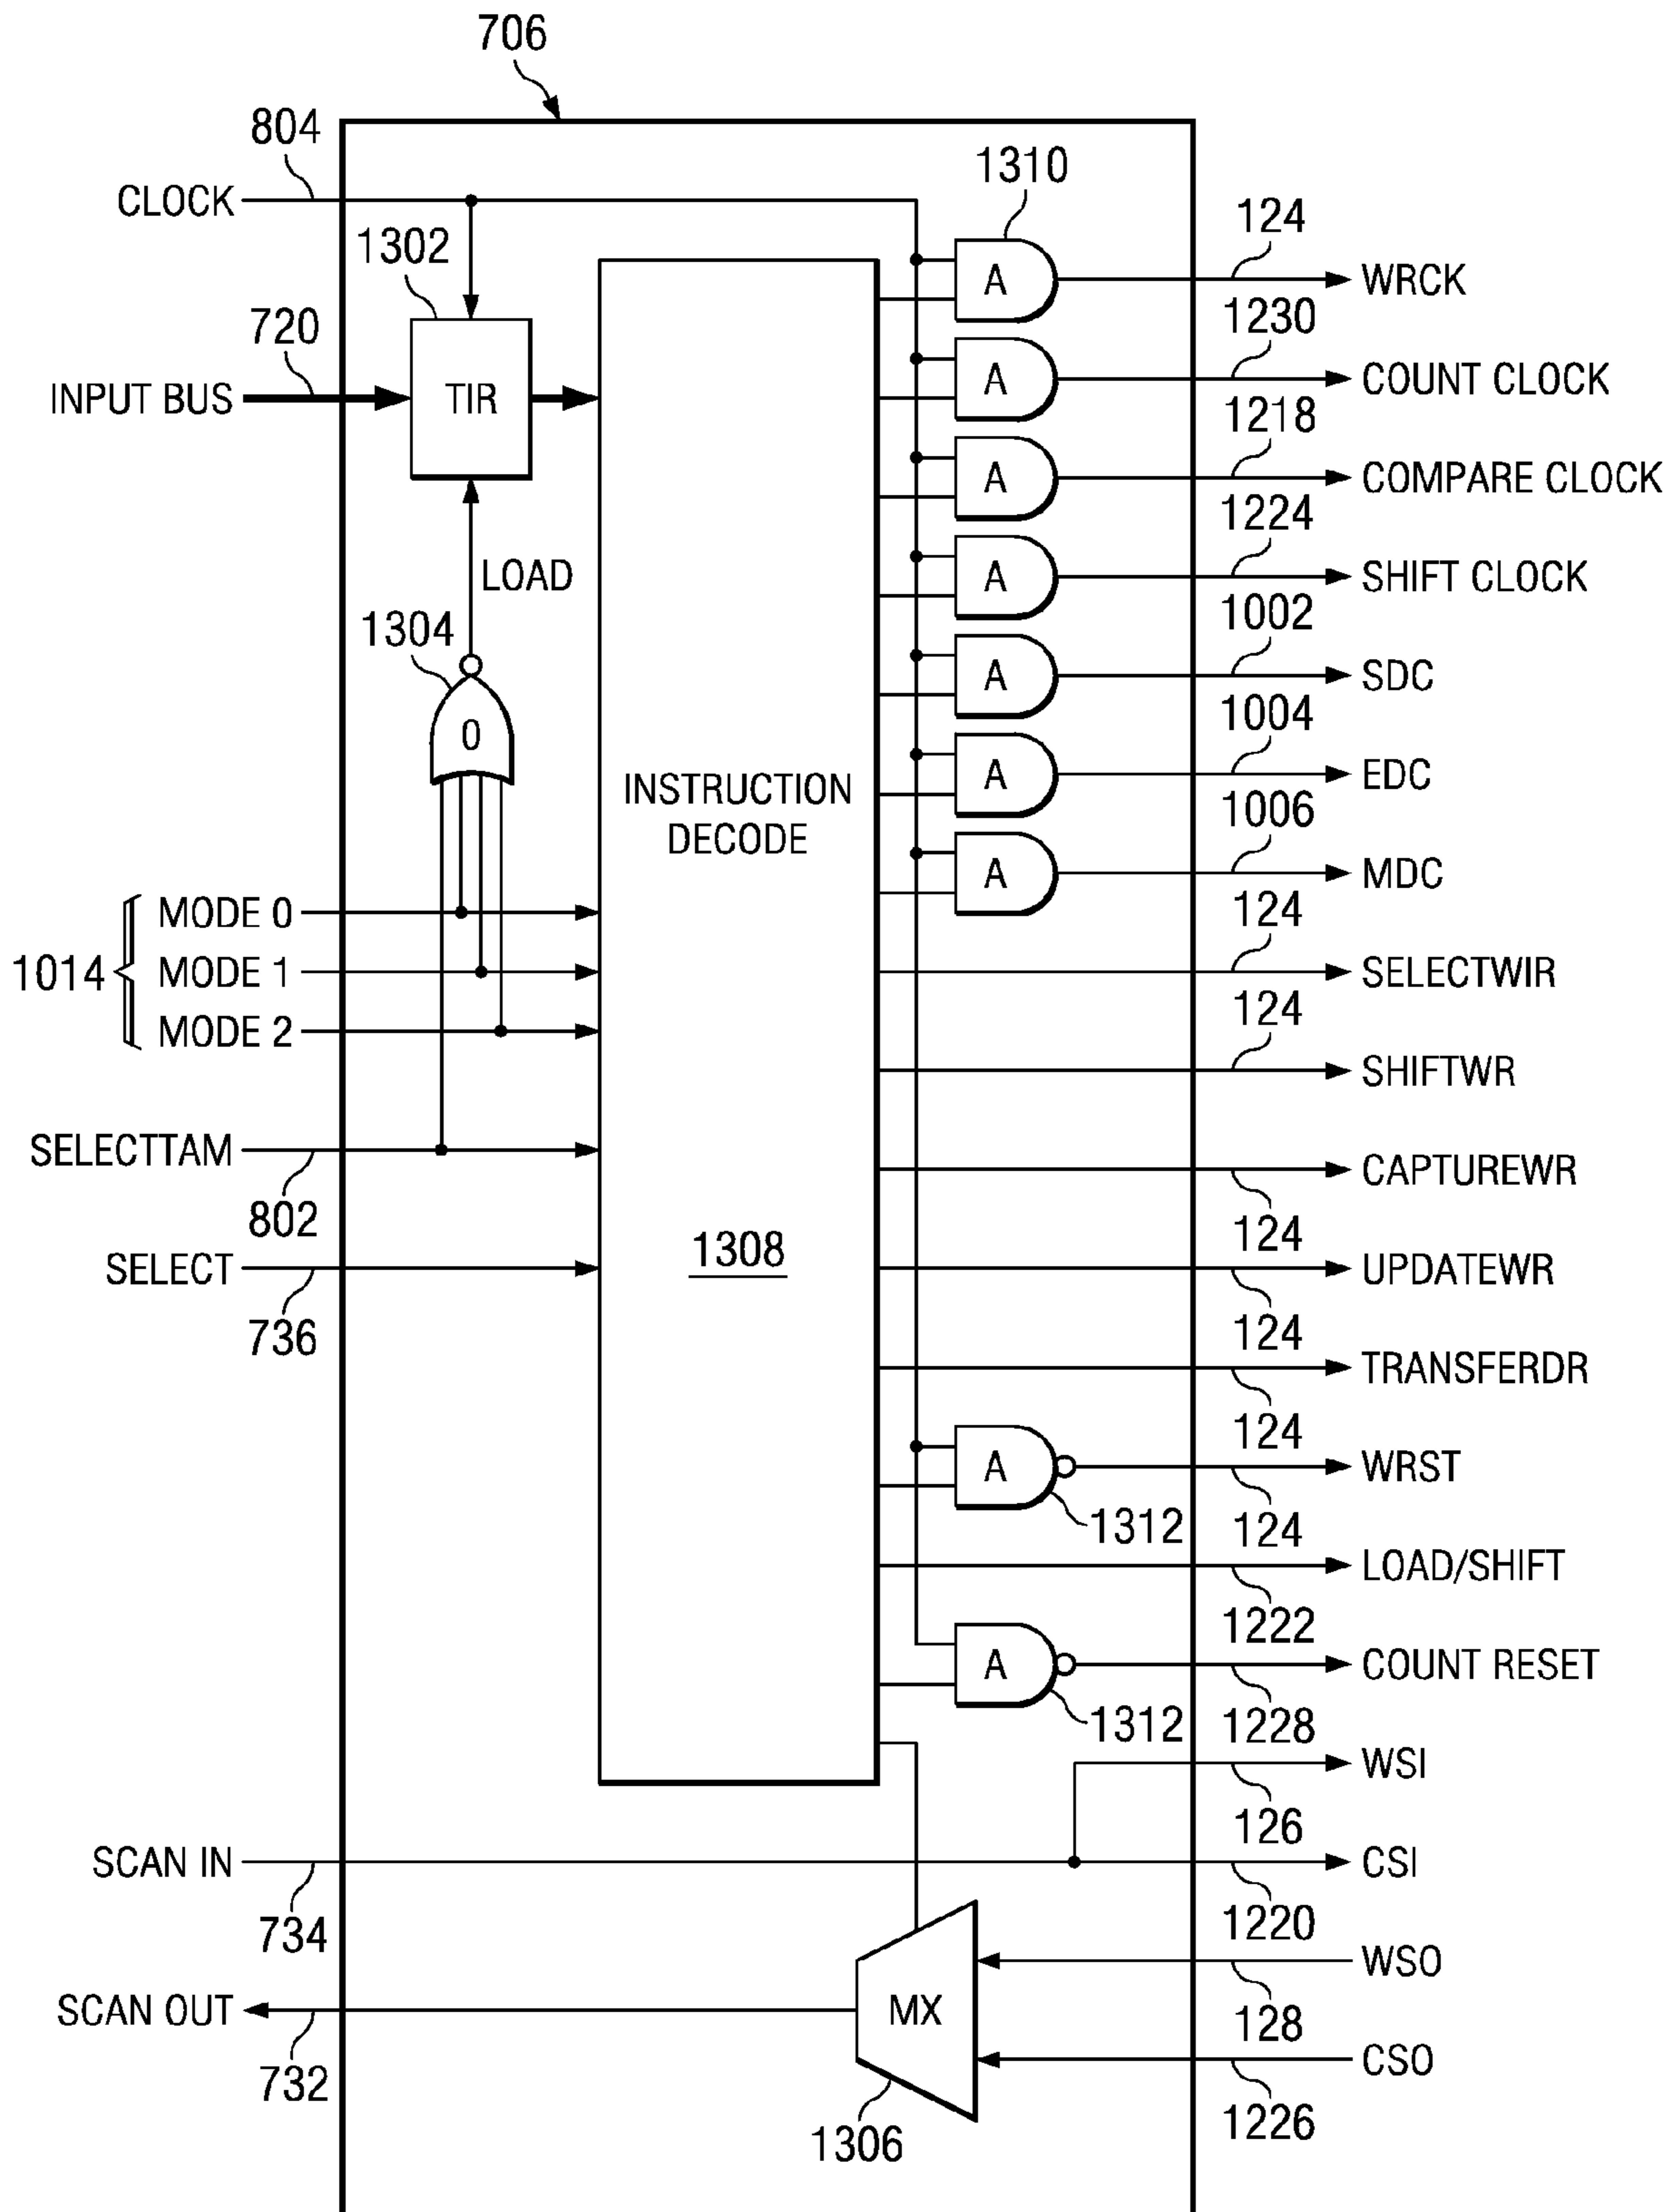 706
804
CLOCK
1310
1302
A
124
WRCK
720
INPUT BUS
TIR
A
1230
COUNT CLOCK
A
1218
COMPARE CLOCK
LOAD
A
1224
SHIFT CLOCK
1304
0
A
1002
SDC
INSTRUCTION
DECODE
A
1004
EDC
A
1006
MDC
1014
MODE 0
MODE 1
MODE 2
124
SELECTWIR
124
SHIFTWR
SELECTTAM
802
CAPTUREWR
124
SELECT
736
1308
UPDATEWR
124
TRANSFERDR
124
A
1312
WRST
124
LOAD/SHIFT
1222
A
1312
COUNT RESET
1228
WSI
126
SCAN IN
734
CSI
1220
WSO
128
SCAN OUT
732
MX
1306
CSO
1226